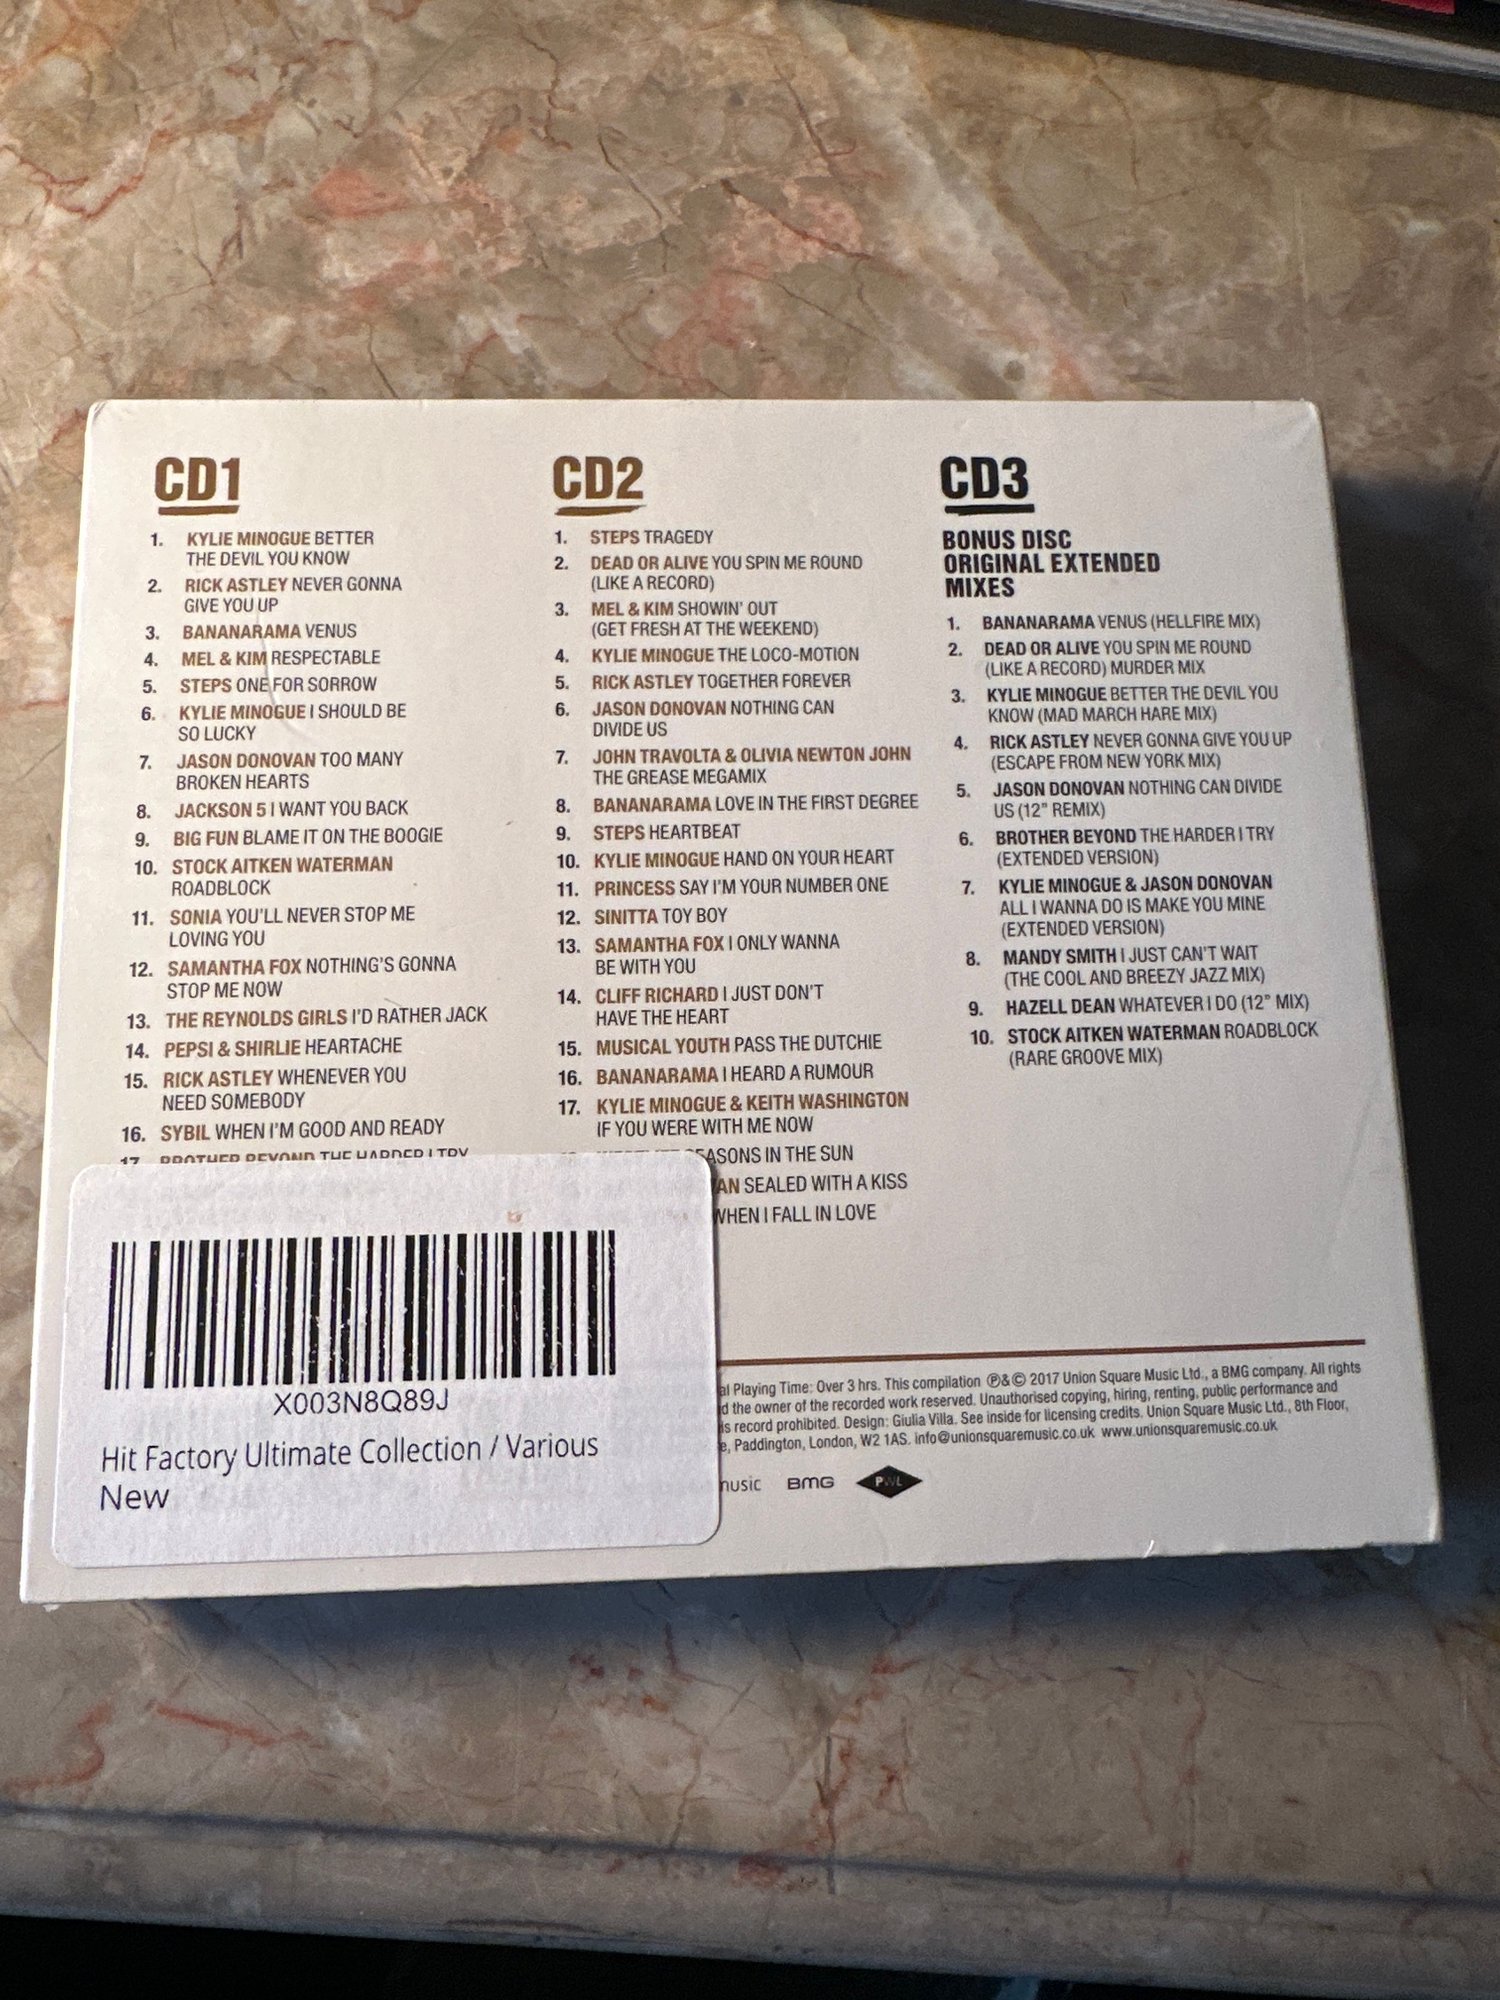 CD1
1. KYLIE MINOGUE BETTER
THE DEVIL YOU KNOW
2. RICK ASTLEY NEVER GONNA
GIVE YOU UP
3. BANANARAMA VENUS
4. MEL & KIM RESPECTABLE
5. STEPS ONE FOR SORROW
6. KYLIE MINOGUE I SHOULD BE
SO LUCKY
7. JASON DONOVAN TOO MANY
BROKEN HEARTS
8. JACKSON 5 I WANT YOU BACK
9. BIG FUN BLAME IT ON THE BOOGIE
10. STOCK AITKEN WATERMAN
ROADBLOCK
11. SONIA YOU'LL NEVER STOP ME
LOVING YOU
12. SAMANTHA FOX NOTHING'S GONNA
STOP ME NOW
13. THE REYNOLDS GIRLS I'D RATHER JACK
14. PEPSI & SHIRLIE HEARTACHE
15. RICK ASTLEY WHENEVER YOU
NEED SOMEBODY
16. SYBIL WHEN I'M GOOD AND READY
17. BROTHER BEYOND THE HARDER I TRY
CD2
1. STEPS TRAGEDY
2. DEAD OR ALIVE YOU SPIN ME ROUND
(LIKE A RECORD)
3. MEL & KIM SHOWIN' OUT
(GET FRESH AT THE WEEKEND)
4. KYLIE MINOGUE THE LOCO-MOTION
5. RICK ASTLEY TOGETHER FOREVER
6. JASON DONOVAN NOTHING CAN
DIVIDE US
7. JOHN TRAVOLTA & OLIVIA NEWTON JOHN
THE GREASE MEGAMIX
8. BANANARAMA LOVE IN THE FIRST DEGREE
9. STEPS HEARTBEAT
10. KYLIE MINOGUE HAND ON YOUR HEART
11. PRINCESS SAY I'M YOUR NUMBER ONE
12. SINITTA TOY BOY
13. SAMANTHA FOX I ONLY WANNA
BE WITH YOU
14. CLIFF RICHARD I JUST DON'T
HAVE THE HEART
15. MUSICAL YOUTH PASS THE DUTCHIE
16. BANANARAMA I HEARD A RUMOUR
17. KYLIE MINOGUE & KEITH WASHINGTON
IF YOU WERE WITH ME NOW
EASONS IN THE SUN
AN SEALED WITH A KISS
WHEN I FALL IN LOVE
CD3
BONUS DISC
ORIGINAL EXTENDED
MIXES
1. BANANARAMA VENUS (HELLFIRE MIX)
2. DEAD OR ALIVE YOU SPIN ME ROUND
(LIKE A RECORD) MURDER MIX
3. KYLIE MINOGUE BETTER THE DEVIL YOU
KNOW (MAD MARCH HARE MIX)
4. RICK ASTLEY NEVER GONNA GIVE YOU UP
(ESCAPE FROM NEW YORK MIX)
5. JASON DONOVAN NOTHING CAN DIVIDE
US (12" REMIX)
6. BROTHER BEYOND THE HARDER I TRY
(EXTENDED VERSION)
7. KYLIE MINOGUE & JASON DONOVAN
ALL I WANNA DO IS MAKE YOU MINE
(EXTENDED VERSION)
8. MANDY SMITH I JUST CAN'T WAIT
(THE COOL AND BREEZY JAZZ MIX)
9. HAZELL DEAN WHATEVER I DO (12" MIX)
10. STOCK AITKEN WATERMAN ROADBLOCK
(RARE GROOVE MIX)
X003N8Q89J
Hit Factory Ultimate Collection / Various
New
al Playing Time: Over 3 hrs. This compilation ℗ & © 2017 Union Square Music Ltd., a BMG company. All rights
d the owner of the recorded work reserved. Unauthorised copying, hiring, renting, public performance and
is record prohibited. Design: Giulia Villa. See inside for licensing credits. Union Square Music Ltd., 8th Floor,
e, Paddington, London, W2 1AS. info@unionsquaremusic.co.uk www.unionsquaremusic.co.uk
music BMG PWL